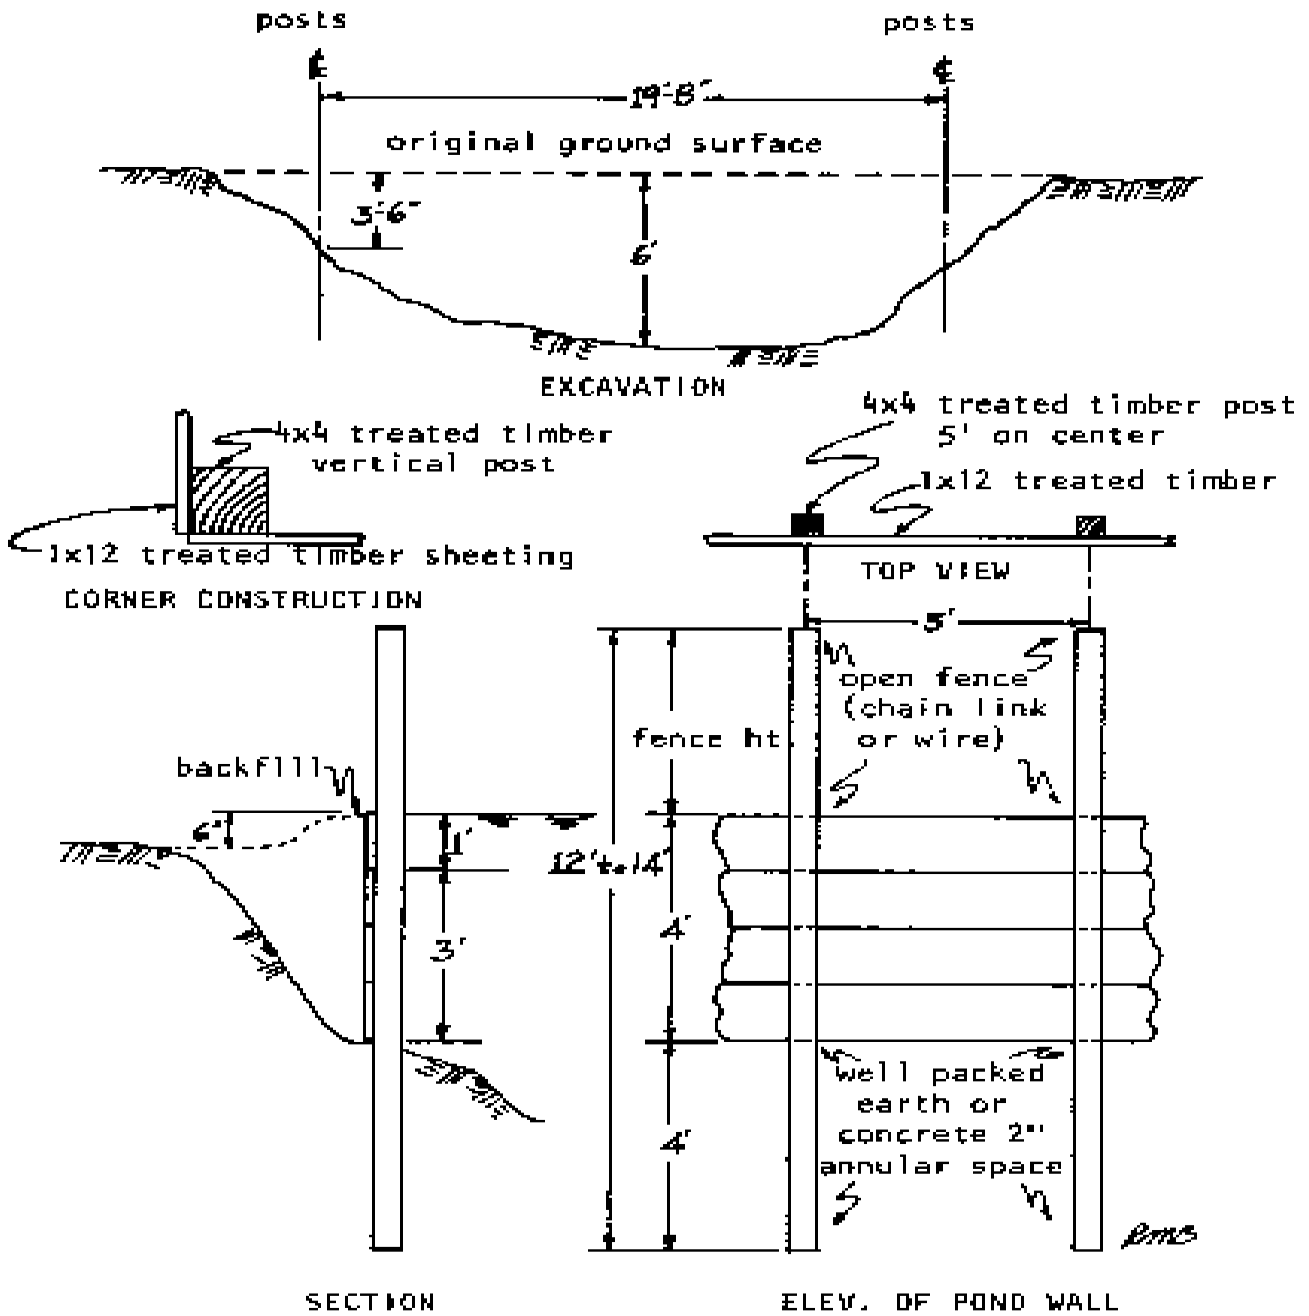 posts posts
℄ ℄
19'-8"
original ground surface
3'-6"
6'
EXCAVATION
4x4 treated timber
vertical post
1x12 treated timber sheeting
CORNER CONSTRUCTION
4x4 treated timber post
5' on center
1x12 treated timber
TOP VIEW
5'
open fence
(chain link
or wire)
fence ht.
backfill
1'
12' to 14'
3'
4'
well packed
earth or
concrete 2"
annular space
4'
SECTION
ELEV. OF POND WALL